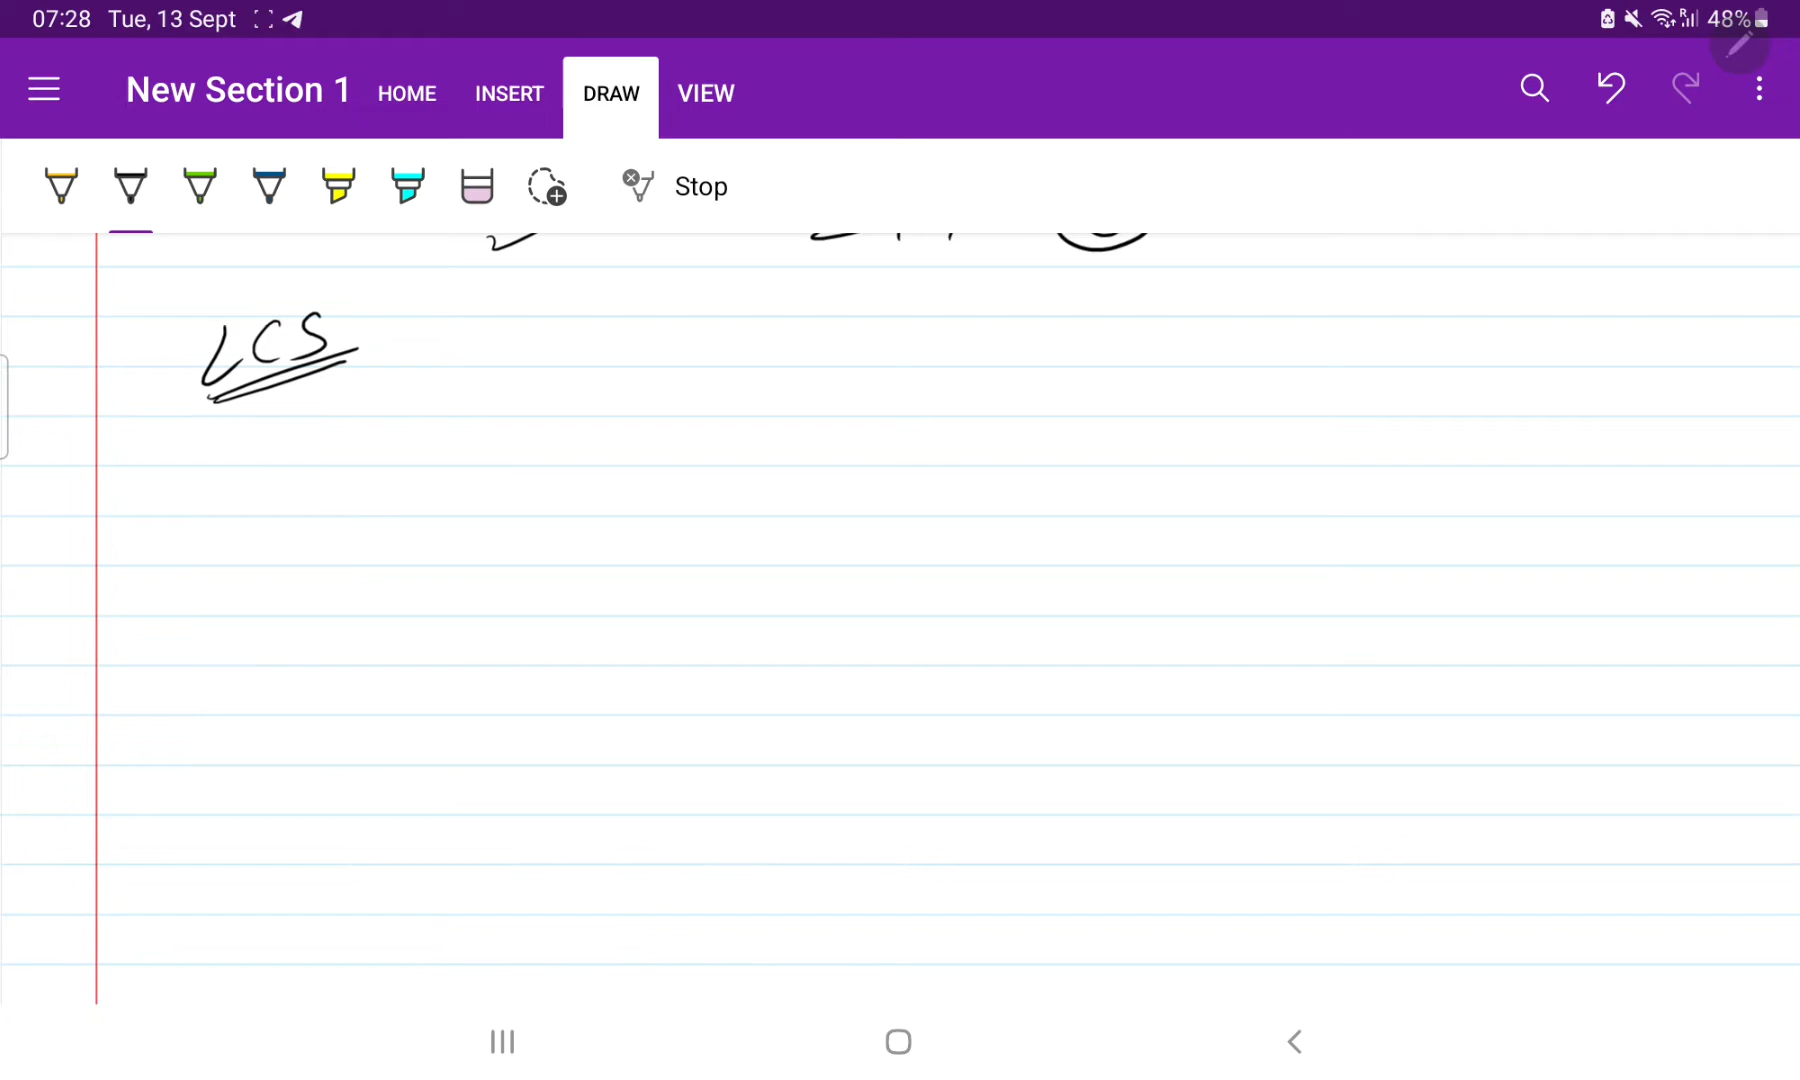 07:28 Tue, 13 Sept 48%
New Section 1 HOME INSERT DRAW VIEW
Stop
LCS